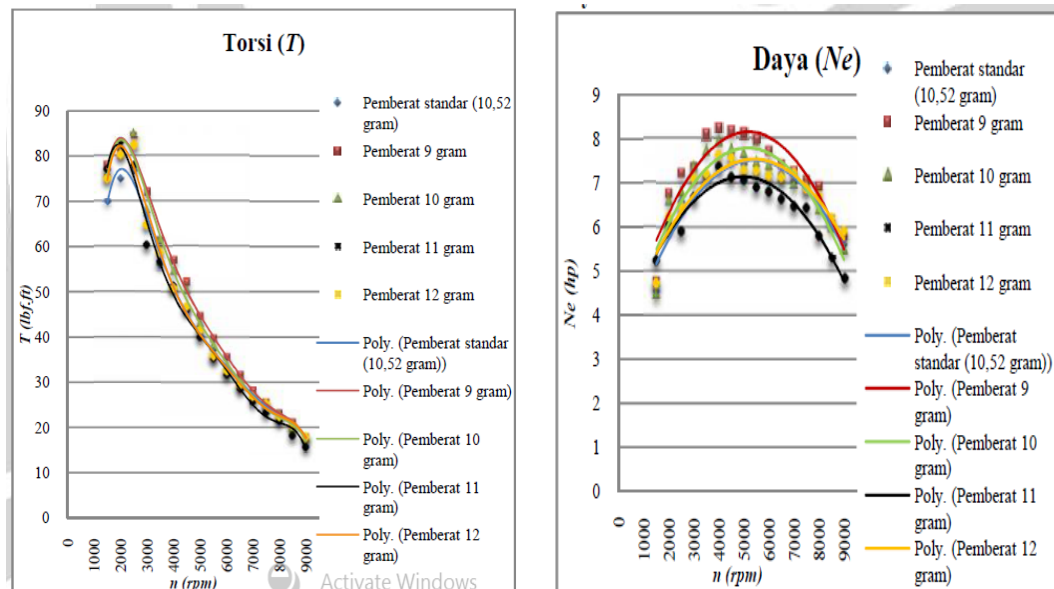 Torsi (T)
90
80
70
60
50
40
30
20
10
0
T (lbf.ft)
0
1000
2000
3000
4000
5000
6000
7000
8000
9000
n (rpm)
Pemberat standar (10,52
gram)
Pemberat 9 gram
Pemberat 10 gram
Pemberat 11 gram
Pemberat 12 gram
Poly. (Pemberat standar
(10,52 gram))
Poly. (Pemberat 9 gram)
Poly. (Pemberat 10
gram)
Poly. (Pemberat 11
gram)
Poly. (Pemberat 12
gram)
Activate Windows
Daya (Ne)
9
8
7
6
5
4
3
2
1
0
Ne (hp)
0
1000
2000
3000
4000
5000
6000
7000
8000
9000
n (rpm)
Pemberat standar
(10,52 gram)
Pemberat 9 gram
Pemberat 10 gram
Pemberat 11 gram
Pemberat 12 gram
Poly. (Pemberat
standar (10,52 gram))
Poly. (Pemberat 9
gram)
Poly. (Pemberat 10
gram)
Poly. (Pemberat 11
gram)
Poly. (Pemberat 12
gram)